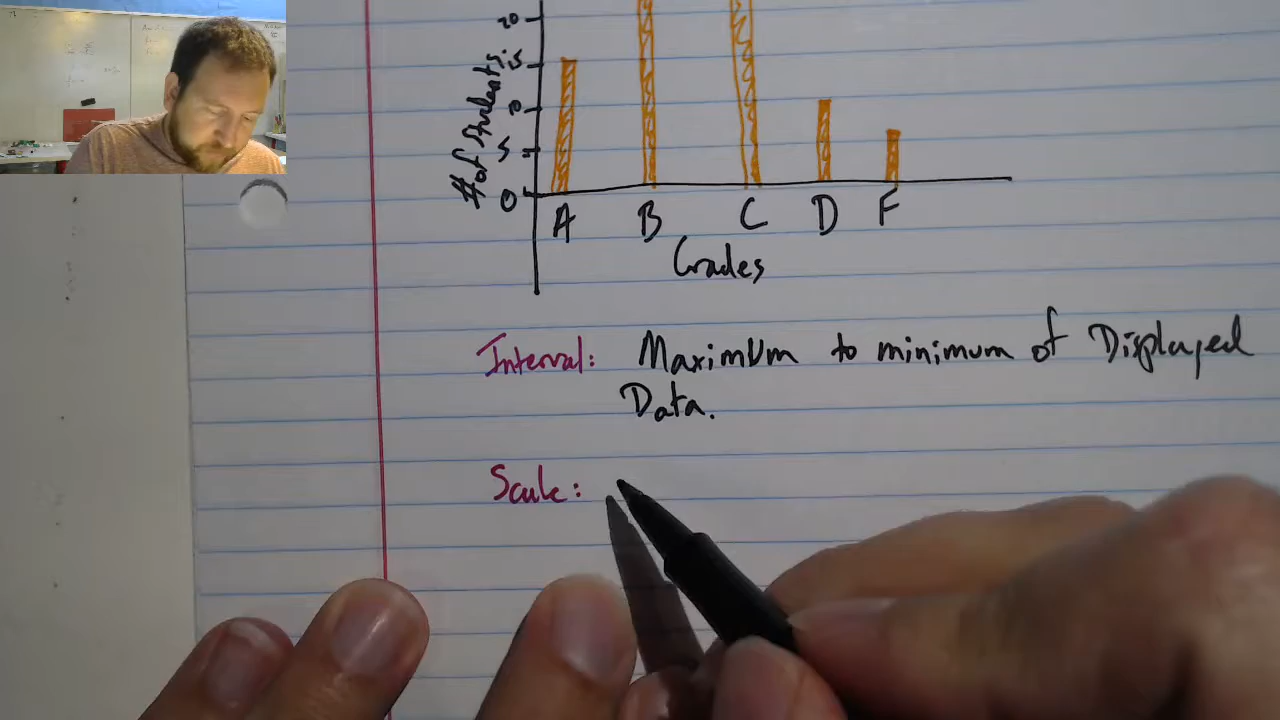 20
15
10
5
0
# of Students
A B C D F
Grades
Interval: Maximum to minimum of Displayed
Data.
Scale: